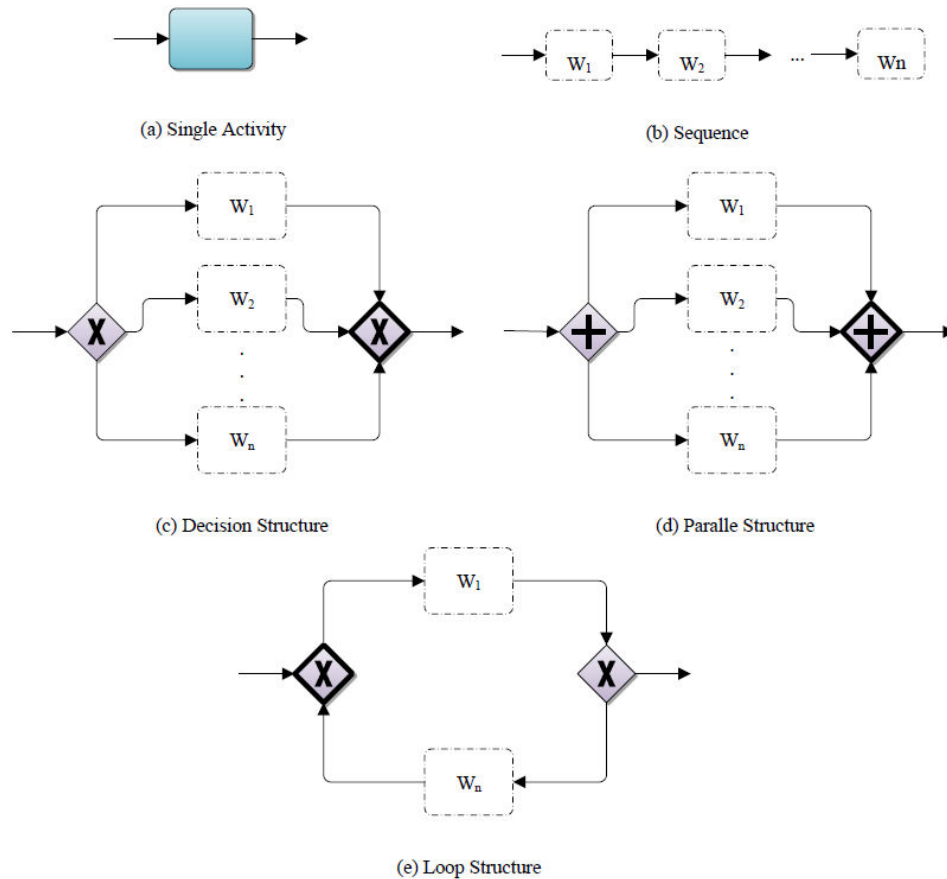 W₁ W₂ ... Wn
(a) Single Activity
(b) Sequence
W₁
X
W₂
X
.
.
.
Wₙ
(c) Decision Structure
W₁
+
W₂
+
.
.
.
Wₙ
(d) Paralle Structure
W₁
X
X
Wₙ
(e) Loop Structure